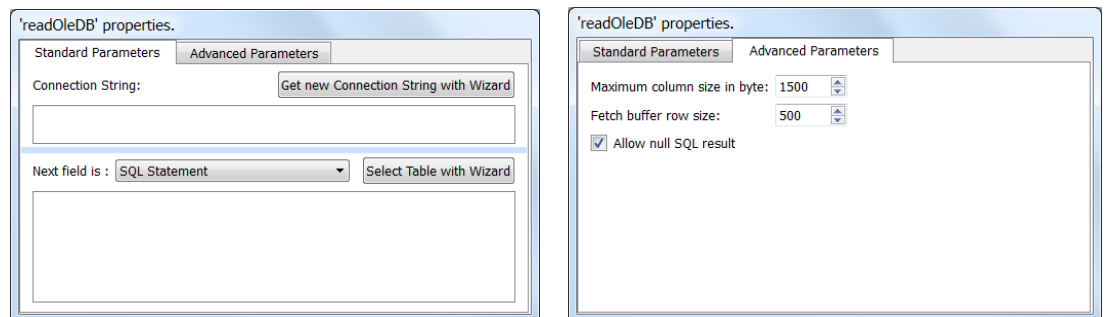 'readOleDB' properties.
Standard Parameters Advanced Parameters
Connection String: Get new Connection String with Wizard
Next field is : SQL Statement Select Table with Wizard
'readOleDB' properties.
Standard Parameters Advanced Parameters
Maximum column size in byte: 1500
Fetch buffer row size: 500
Allow null SQL result